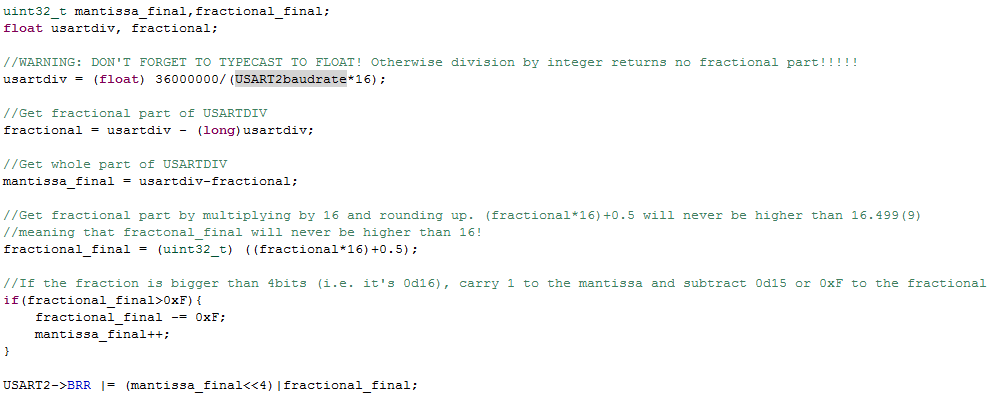 uint32_t mantissa_final,fractional_final;
float usartdiv, fractional;
//WARNING: DON'T FORGET TO TYPECAST TO FLOAT! Otherwise division by integer returns no fractional part!!!!!
usartdiv = (float) 36000000/(USART2baudrate*16);
//Get fractional part of USARTDIV
fractional = usartdiv - (long)usartdiv;
//Get whole part of USARTDIV
mantissa_final = usartdiv-fractional;
//Get fractional part by multiplying by 16 and rounding up. (fractional*16)+0.5 will never be higher than 16.499(9)
//meaning that fractonal_final will never be higher than 16!
fractional_final = (uint32_t) ((fractional*16)+0.5);
//If the fraction is bigger than 4bits (i.e. it's 0d16), carry 1 to the mantissa and subtract 0d15 or 0xF to the fractional
if(fractional_final>0xF){
    fractional_final -= 0xF;
    mantissa_final++;
}
USART2->BRR |= (mantissa_final<<4)|fractional_final;